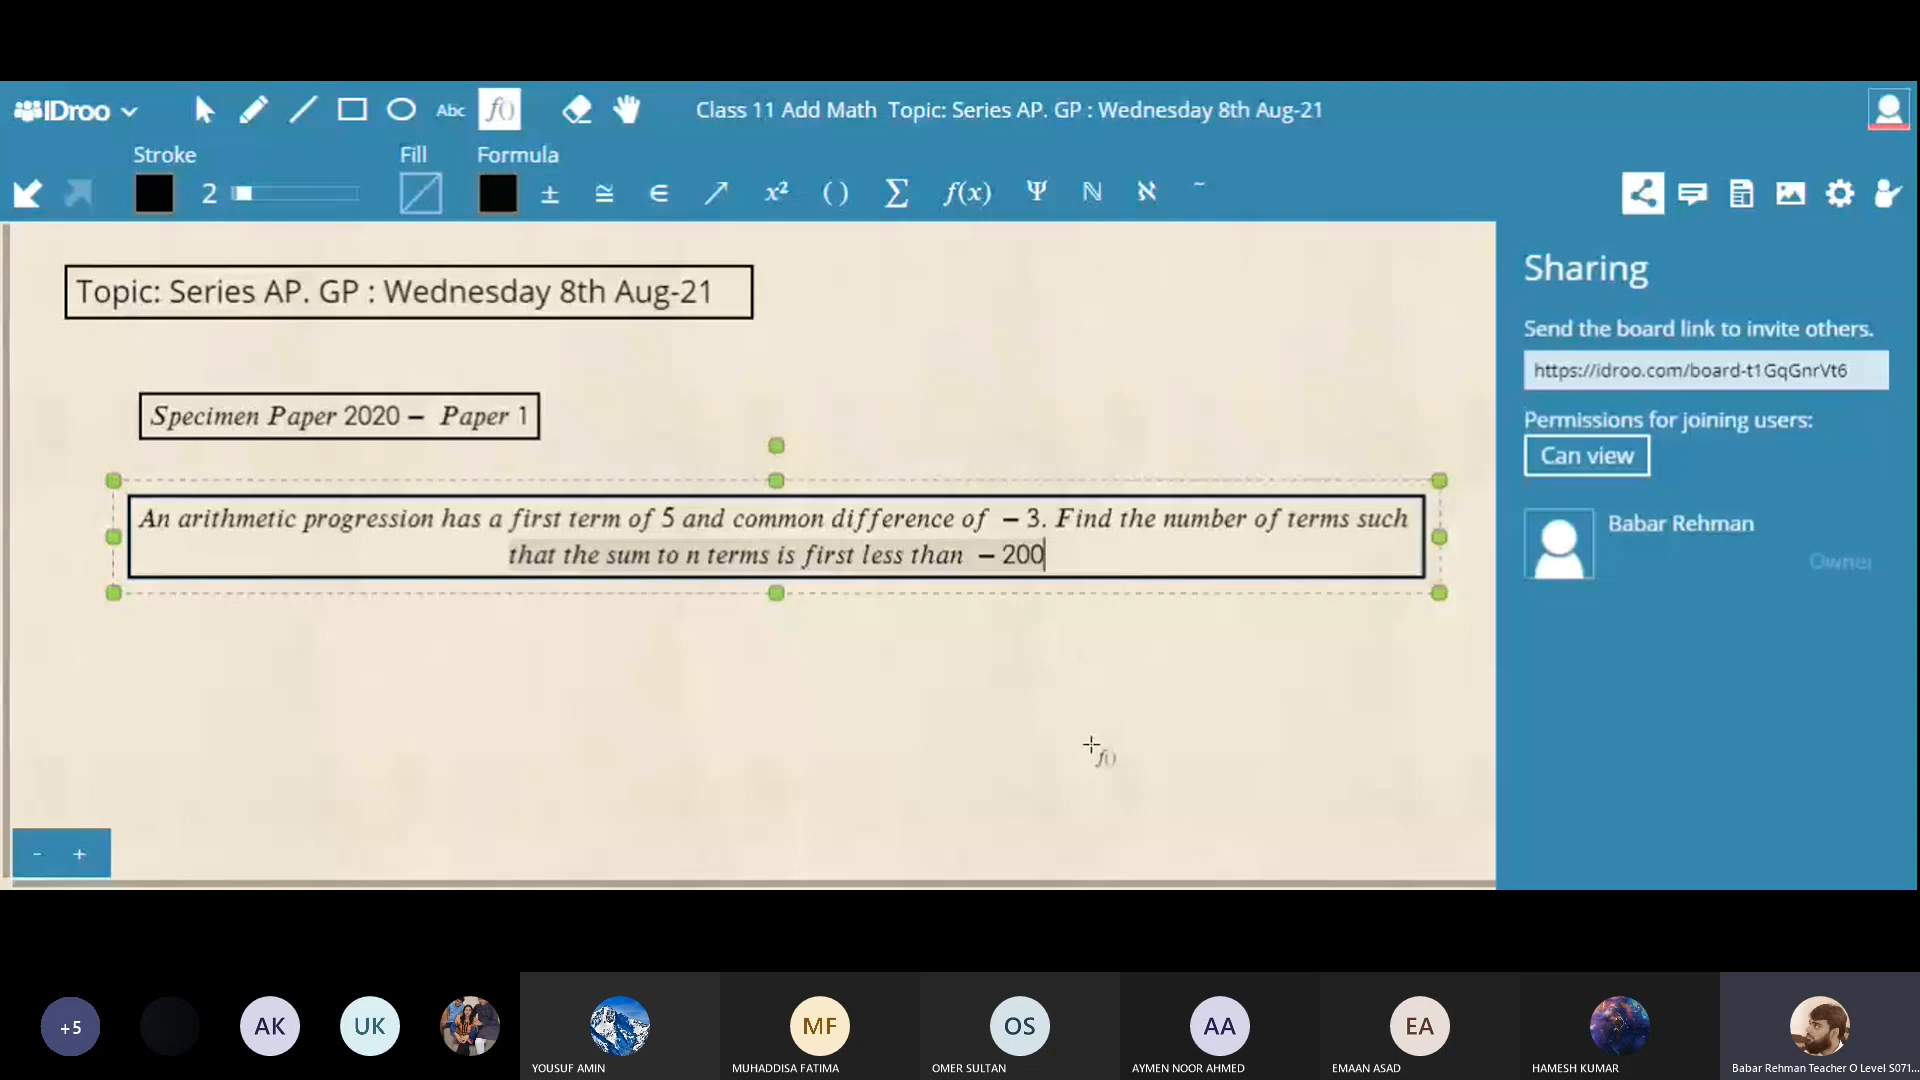 IDroo
Abc
f()
Class 11 Add Math Topic: Series AP. GP : Wednesday 8th Aug-21
Stroke
Fill
Formula
2
± ≅ ∈ ↗ x² ( ) ∑ f(x) Ψ ℕ ℵ ~
Topic: Series AP. GP : Wednesday 8th Aug-21
Specimen Paper 2020 − Paper 1
An arithmetic progression has a first term of 5 and common difference of − 3. Find the number of terms such
that the sum to n terms is first less than − 200
f()
- +
Sharing
Send the board link to invite others.
https://idroo.com/board-t1GqGnrVt6
Permissions for joining users:
Can view
Babar Rehman
Owner
+5
AK
UK
MF
OS
AA
EA
YOUSUF AMIN
MUHADDISA FATIMA
OMER SULTAN
AYMEN NOOR AHMED
EMAAN ASAD
HAMESH KUMAR
Babar Rehman Teacher O Level S071...